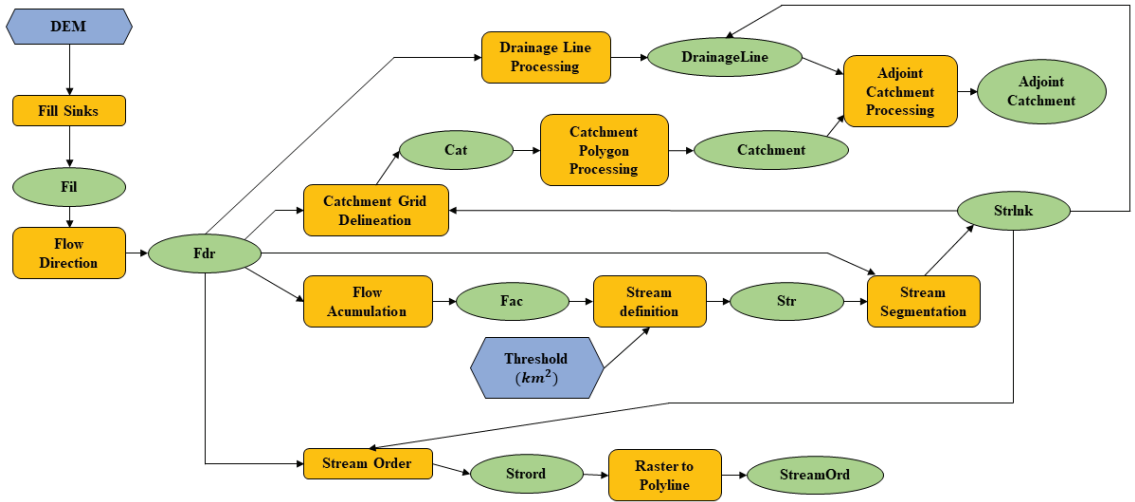 DEM
Fill Sinks
Fil
Flow
Direction
Fdr
Drainage Line
Processing
DrainageLine
Adjoint
Catchment
Processing
Adjoint
Catchment
Cat
Catchment
Polygon
Processing
Catchment
Catchment Grid
Delineation
Strlnk
Flow
Acumulation
Fac
Stream
definition
Str
Stream
Segmentation
Threshold
(km²)
Stream Order
Strord
Raster to
Polyline
StreamOrd